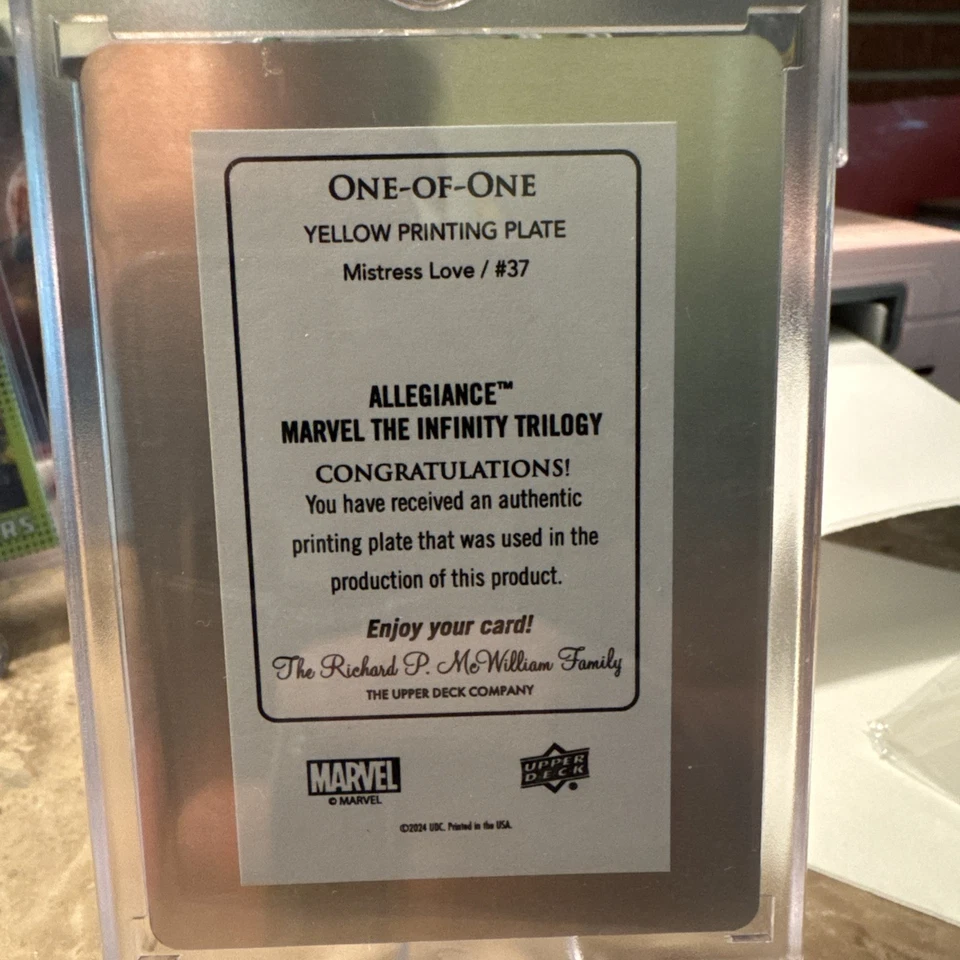 ONE-OF-ONE
YELLOW PRINTING PLATE
Mistress Love / #37
ALLEGIANCE™
MARVEL THE INFINITY TRILOGY
CONGRATULATIONS!
You have received an authentic
printing plate that was used in the
production of this product.
Enjoy your card!
The Richard P. McWilliam Family
THE UPPER DECK COMPANY
MARVEL
© MARVEL
UPPER
DECK
©2024 UDC. Printed in the USA.
RS